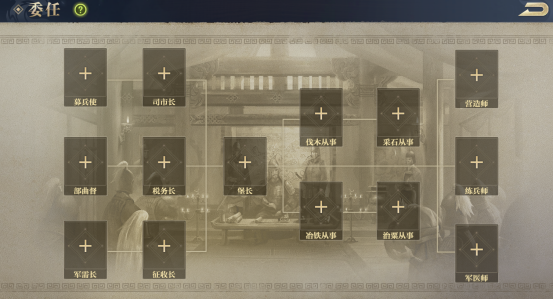 委任
?
募兵使
司市长
营造师
伐木从事
采石从事
部曲督
税务长
堡长
练兵师
冶铁从事
治粟从事
军需长
征收长
军医师